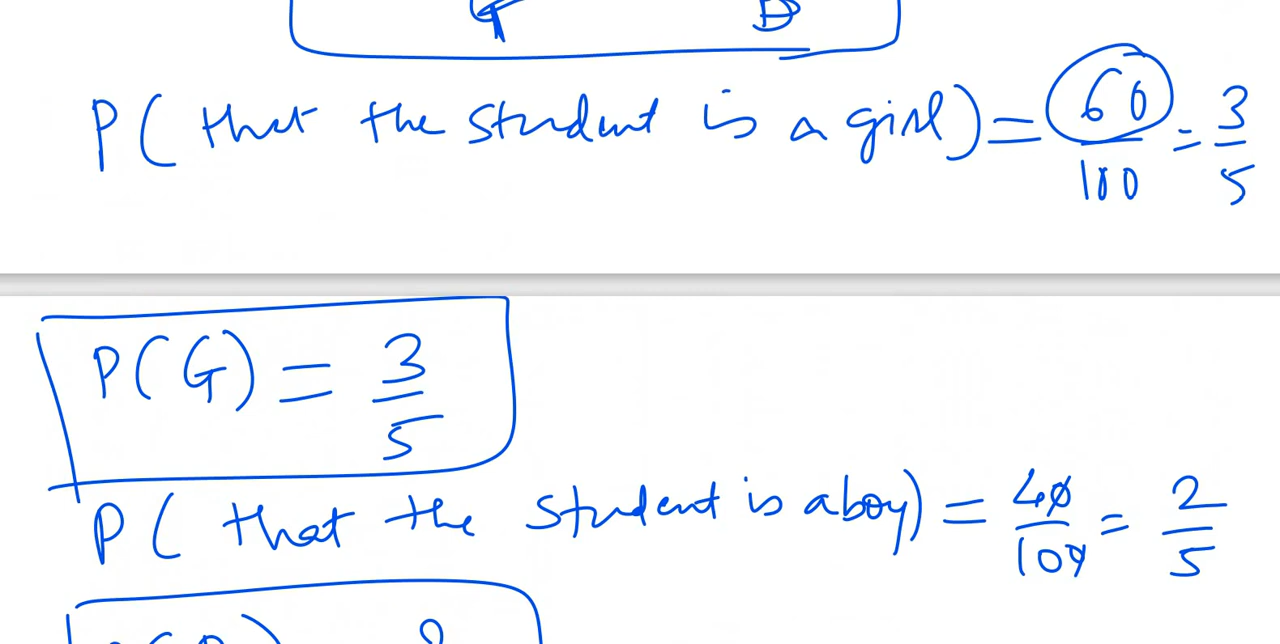 G B
P( that the student is a girl) = 60/100 = 3/5
P(G) = 3/5
P( that the student is a boy) = 40/100 = 2/5